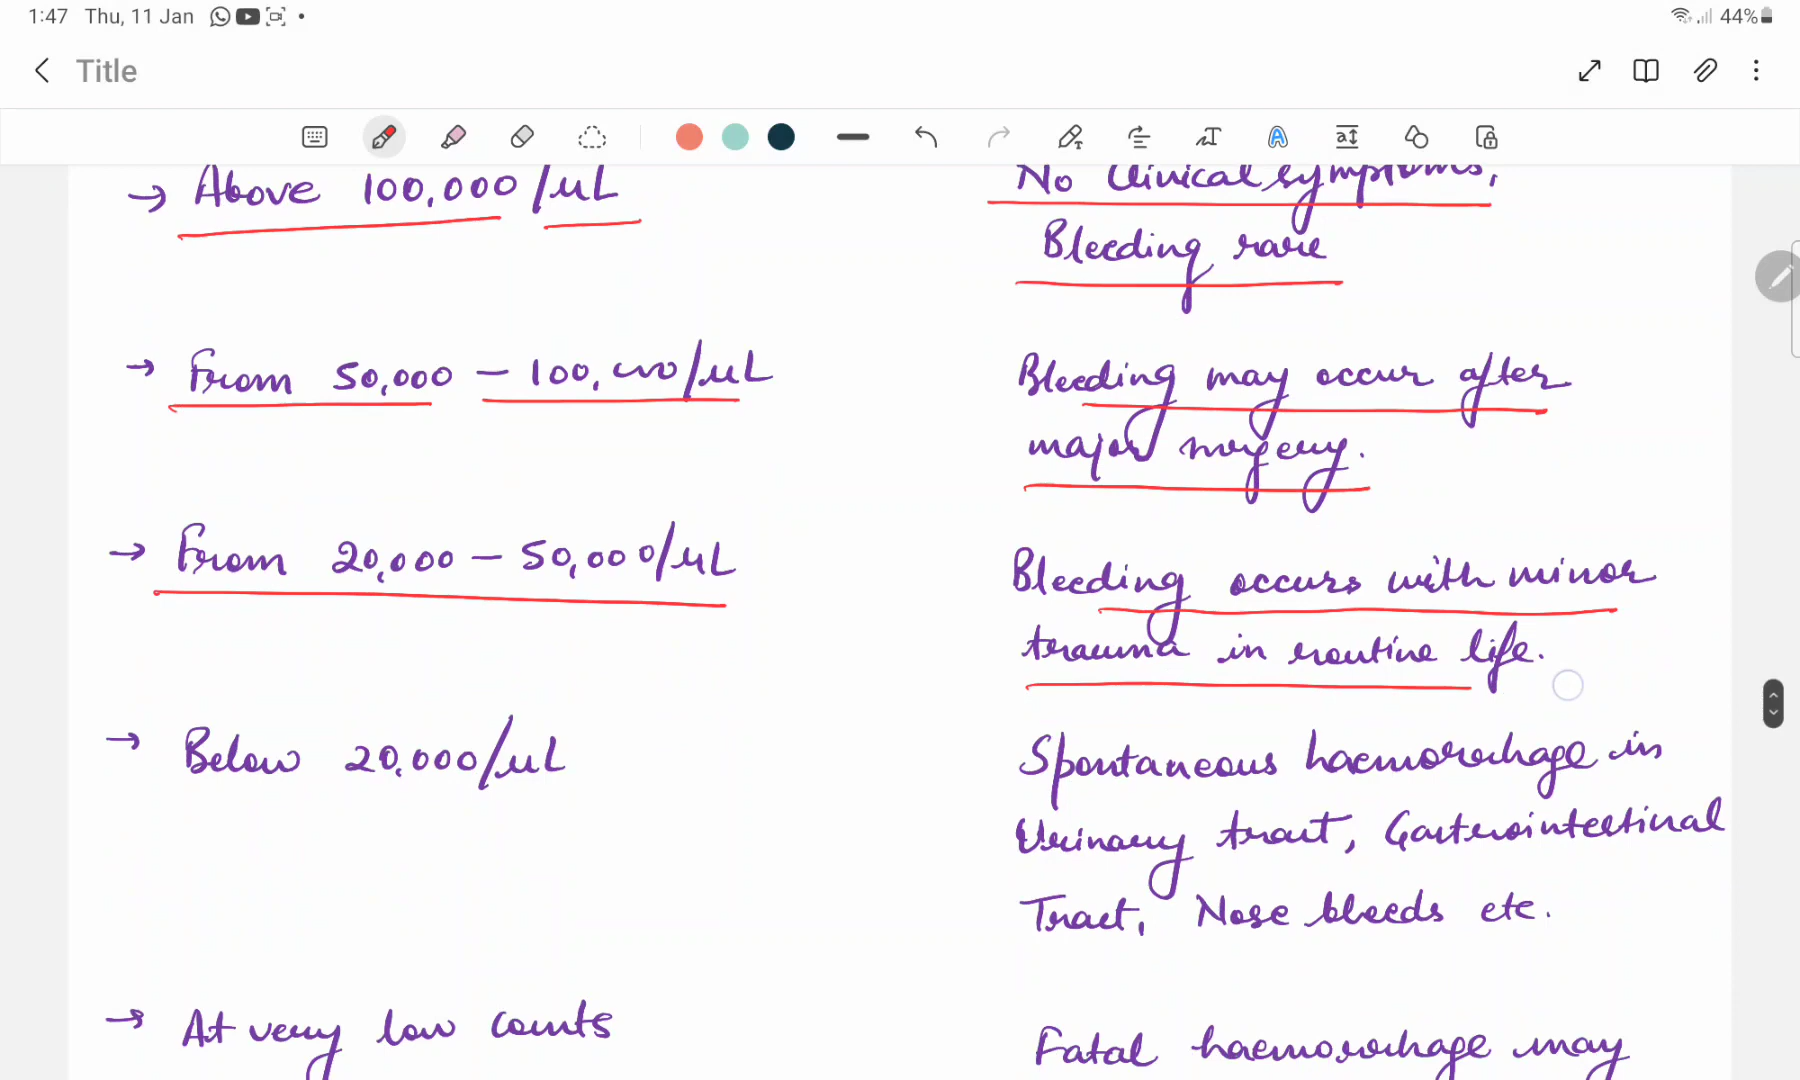 1:47 Thu, 11 Jan
44%
Title
→ Above 100,000/uL
No Clinical symptoms,
Bleeding rare
→ From 50,000 – 100,000/uL
Bleeding may occur after
major surgery.
→ From 20,000 – 50,000/uL
Bleeding occurs with minor
trauma in routine life.
→ Below 20,000/uL
Spontaneous haemorrhage in
Urinary tract, Gastrointestinal
Tract, Nose bleeds etc.
→ At very low counts
Fatal haemorrhage may